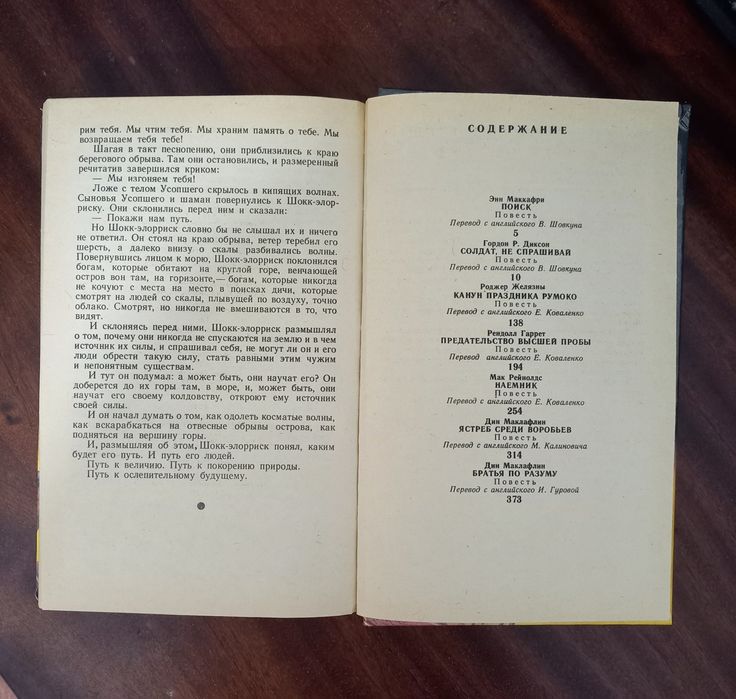 рим тебя. Мы чтим тебя. Мы храним память о тебе. Мы
возвращаем тебя тебе!
Шагая в такт песнопению, они приблизились к краю
берегового обрыва. Там они остановились, и размеренный
речитатив завершился криком:
— Мы изгоняем тебя!
Ложе с телом Усопшего скрылось в кипящих волнах.
Сыновья Усопшего и шаман повернулись к Шокк-элор-
риску. Они склонились перед ним и сказали:
— Покажи нам путь.
Но Шокк-элорриск словно бы не слышал их и ничего
не ответил. Он стоял на краю обрыва, ветер теребил его
шерсть, а далеко внизу о скалы разбивались волны.
Повернувшись лицом к морю, Шокк-элорриск поклонился
богам, которые обитают на круглой горе, венчающей
остров вон там, на горизонте,— богам, которые никогда
не кочуют с места на место в поисках дичи, которые
смотрят на людей со скалы, плывущей по воздуху, точно
облако. Смотрят, но никогда не вмешиваются в то, что
видят.
И склоняясь перед ними, Шокк-элорриск размышлял
о том, почему они никогда не спускаются на землю и в чем
источник их силы, и спрашивал себя, не могут ли он и его
люди обрести такую силу, стать равными этим чужим
и непонятным существам.
И тут он подумал: а может быть, они научат его? Он
доберется до их горы там, в море, и, может быть, они
научат его своему колдовству, откроют ему источник
своей силы.
И он начал думать о том, как одолеть косматые волны,
как вскарабкаться на отвесные обрывы острова, как
подняться на вершину горы.
И, размышляя об этом, Шокк-элорриск понял, каким
будет его путь. И путь его людей.
Путь к величию. Путь к покорению природы.
Путь к ослепительному будущему.
СОДЕРЖАНИЕ
Энн Маккафри
ПОИСК
Повесть
Перевод с английского В. Шовкуна
5
Гордон Р. Диксон
СОЛДАТ, НЕ СПРАШИВАЙ
Повесть
Перевод с английского В. Шовкуна
10
Роджер Желязны
КАНУН ПРАЗДНИКА РУМОКО
Повесть
Перевод с английского Е. Коваленко
138
Рендолл Гаррет
ПРЕДАТЕЛЬСТВО ВЫСШЕЙ ПРОБЫ
Повесть
Перевод английского Е. Коваленко
194
Мак Рейнолдс
НАЕМНИК
Повесть
Перевод с английского Е. Коваленко
254
Дин Маклафлин
ЯСТРЕБ СРЕДИ ВОРОБЬЕВ
Повесть
Перевод с английского М. Калиновича
314
Дин Маклафлин
БРАТЬЯ ПО РАЗУМУ
Повесть
Перевод с английского И. Гуровой
373